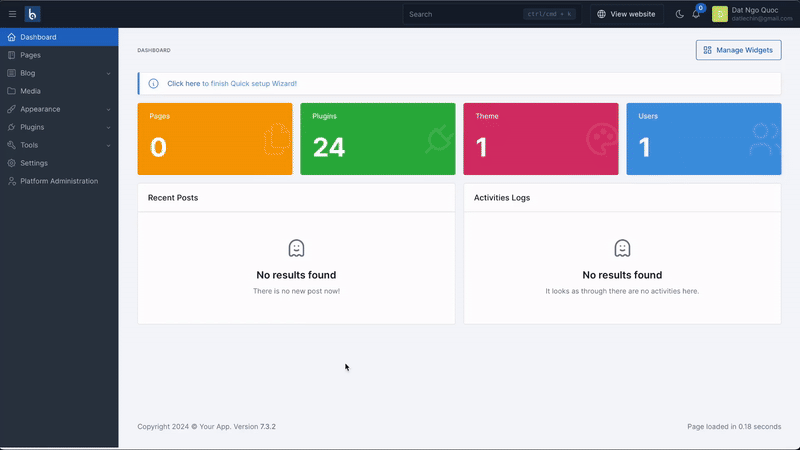 Search
ctrl/cmd + k
View website
0
Dat Ngo Quoc
datlechin@gmail.com
Dashboard
Pages
Blog
Media
Appearance
Plugins
Tools
Settings
Platform Administration
DASHBOARD
Manage Widgets
Click here to finish Quick setup Wizard!
Pages
0
Plugins
24
Theme
1
Users
1
Recent Posts
No results found
There is no new post now!
Activities Logs
No results found
It looks as through there are no activities here.
Copyright 2024 © Your App. Version 7.3.2
Page loaded in 0.18 seconds